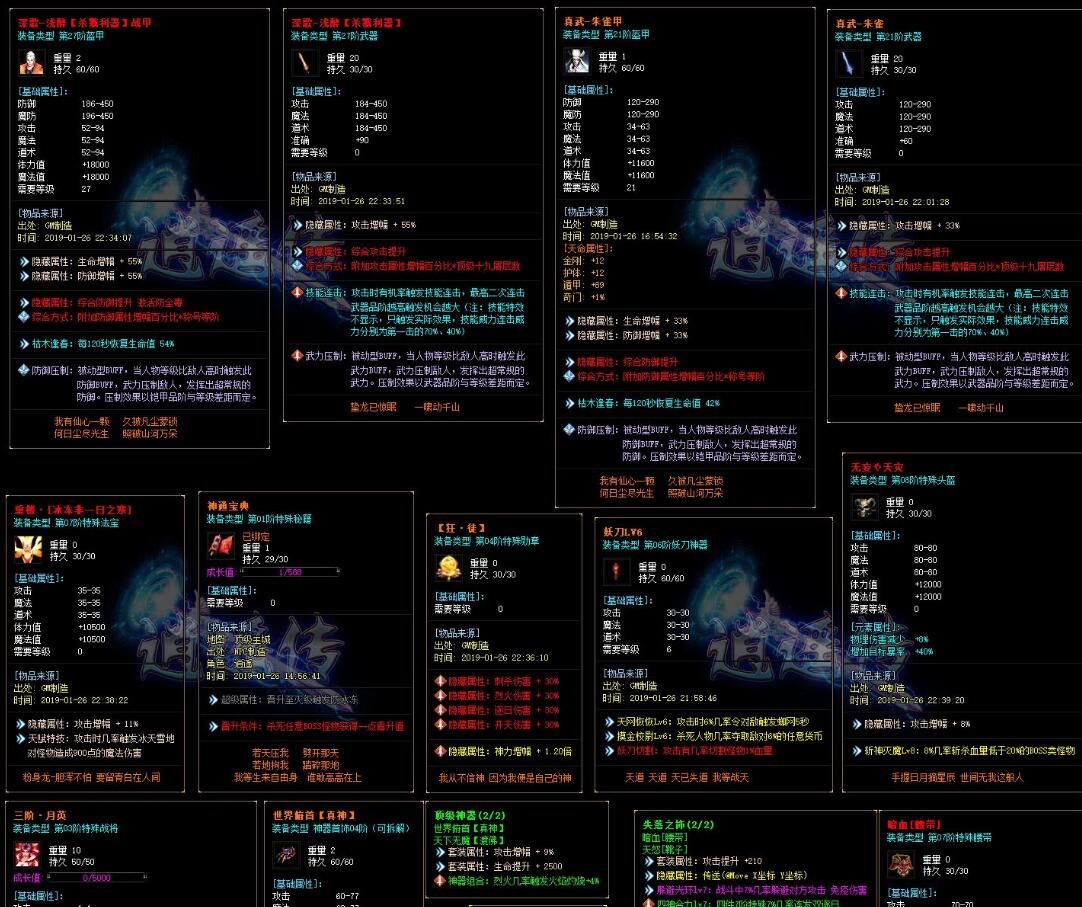 深歌-浅醉【杀戮利器】战甲
装备类型 第27阶盔甲
重量 2
持久 60/60
[基础属性]:
防御 186-450
魔防 196-450
攻击 52-94
魔法 52-94
道术 52-94
体力值 +18000
魔法值 +18000
需要等级 27
[物品来源]
出处: GM制造
时间: 2019-01-26 22:34:07
隐藏属性: 生命增幅 + 55%
隐藏属性: 防御增幅 + 55%
隐藏属性: 综合防御提升 激活防全毒
综合方式: 附加防御属性增幅百分比*称号等阶
枯木逢春: 每120秒恢复生命值 54%
防御压制: 被动型BUFF, 当人物等级比敌人高时触发此
防御BUFF, 武力压制敌人, 发挥出超常规的
防御。压制效果以铠甲品阶与等级差距而定。
我有仙心一颗 久被凡尘蒙锁
何日尘尽光生 照破山河万朵
深歌-浅醉【杀戮利器】
装备类型 第27阶武器
重量 20
持久 30/30
[基础属性]:
攻击 184-450
魔法 184-450
道术 184-450
准确 +90
需要等级 0
[物品来源]
出处: GM制造
时间: 2019-01-26 22:33:51
隐藏属性: 攻击增幅 + 55%
隐藏属性: 综合攻击提升
综合方式: 附加攻击属性增幅百分比*顶级十九屠层数
技能连击: 攻击时有机率触发技能连击, 最高二次连击
武器品阶越高触发机会越大（注: 技能特效
不显示, 只触发实际效果, 技能威力连击威
力分别为第一击的70%、40%）
武力压制: 被动型BUFF, 当人物等级比敌人高时触发此
武力BUFF, 武力压制敌人, 发挥出超常规的
武力。压制效果以武器品阶与等级差距而定。
蛰龙已惊眠 一啸动千山
真武-朱雀甲
装备类型 第21阶盔甲
重量 1
持久 60/60
[基础属性]:
防御 120-290
魔防 120-290
攻击 34-63
魔法 34-63
道术 34-63
体力值 +11600
魔法值 +11600
需要等级 21
[物品来源]
出处: GM制造
时间: 2019-01-26 16:54:32
[天命属性]:
金刚: +12
护体: +12
遁甲: +69
奇门: +1%
隐藏属性: 生命增幅 + 33%
隐藏属性: 防御增幅 + 33%
隐藏属性: 综合防御提升
综合方式: 附加防御属性增幅百分比*称号等阶
枯木逢春: 每120秒恢复生命值 42%
防御压制: 被动型BUFF, 当人物等级比敌人高时触发此
防御BUFF, 武力压制敌人, 发挥出超常规的
防御。压制效果以铠甲品阶与等级差距而定。
我有仙心一颗 久被凡尘蒙锁
何日尘尽光生 照破山河万朵
真武-朱雀
装备类型 第21阶武器
重量 20
持久 30/30
[基础属性]:
攻击 120-290
魔法 120-290
道术 120-290
准确 +60
需要等级 0
[物品来源]
出处: GM制造
时间: 2019-01-26 22:01:28
隐藏属性: 攻击增幅 + 33%
隐藏属性: 综合攻击提升
综合方式: 附加攻击属性增幅百分比*顶级十九屠层数
技能连击: 攻击时有机率触发技能连击, 最高二次连击
武器品阶越高触发机会越大（注: 技能特效
不显示, 只触发实际效果, 技能威力连击威
力分别为第一击的70%、40%）
武力压制: 被动型BUFF, 当人物等级比敌人高时触发此
武力BUFF, 武力压制敌人, 发挥出超常规的
武力。压制效果以武器品阶与等级差距而定。
蛰龙已惊眠 一啸动千山
[冰冻非一日之寒]
装备类型 第07阶特殊法宝
重量 0
持久 30/30
[基础属性]:
攻击 35-35
魔法 35-35
道术 35-35
体力值 +10500
魔法值 +10500
需要等级 0
[物品来源]
出处: GM制造
时间: 2019-01-26 22:38:22
隐藏属性: 攻击增幅 + 11%
天赋特技: 攻击时几率触发冰天雪地
对怪物造成900点的魔法伤害
粉身龙-胆浑不怕 要留青白在人间
神通宝典
装备类型 第01阶特殊秘籍
已绑定
重量 1
持久 29/30
成长值: 1/588
[基础属性]:
需要等级 0
[物品来源]
地图: 顶级主城
出处: NPC制造
角色: 逍遥
时间: 2019-01-26 14:56:41
超级属性: 晋升至火级触发防冰冻
晋升条件: 杀死任意BOSS怪物获得一点晋升值
若天压我 劈开那天
若地拘我 踏碎那地
我等生来自由身 谁敢高高在上
【狂·徒】
装备类型 第04阶特殊勋章
重量 0
持久 30/30
[基础属性]:
需要等级 0
[物品来源]
出处: GM制造
时间: 2019-01-26 22:36:10
隐藏属性: 刺杀伤害 + 30%
隐藏属性: 烈火伤害 + 30%
隐藏属性: 逐日伤害 + 30%
隐藏属性: 开天伤害 + 30%
隐藏属性: 神力增幅 + 1.20倍
我从不信神 因为我便是自己的神
妖刀LV6
装备类型 第06阶妖刀神器
重量 0
持久 60/60
[基础属性]:
攻击 30-30
魔法 30-30
道术 30-30
需要等级 6
[物品来源]
出处: GM制造
时间: 2019-01-26 21:58:46
天网恢恢Lv6: 攻击时6%几率令对敌触发蜘网5秒
摸金校尉Lv6: 杀死人物几率夺取敌对6%的任意货币
妖刀切割: 攻击有几率切割怪物1%血量
天道 天道 天已失道 我等战天
无妄々天灾
装备类型 第08阶特殊头盔
重量 0
持久 30/30
[基础属性]:
攻击 80-80
魔法 80-80
道术 80-80
体力值 +12000
魔法值 +12000
需要等级 0
[元素属性]:
物理伤害减少 +8%
增加目标暴率 +40%
[物品来源]
出处: GM制造
时间: 2019-01-26 22:39:20
隐藏属性: 攻击增幅 + 8%
斩神灭魔Lv8: 8%几率斩杀血量低于20%的BOSS类怪物
手握日月摘星辰 世间无我这般人
三阶·月英
装备类型 第03阶特殊战将
重量 10
持久 50/50
成长值: 0/5000
[基础属性]:
世界俯首【真神】
装备类型 神器首饰04阶（可拆解）
重量 2
持久 60/60
[基础属性]:
攻击 60-77
顶级神器(2/2)
世界俯首【真神】
天下无魔【渡佛】
套装属性: 攻击增幅 + 9%
套装属性: 生命提升 + 2500
神器组合: 烈火几率触发火焰灼烧+4%
失落之饰(2/2)
暗血[腰带]
天怒[靴子]
套装属性: 攻击提升 +210
隐藏属性: 传送(@Move X坐标 Y坐标)
躲避光环Lv7: 战斗中7%几率躲避对方攻击 免疫伤害
暗血[腰带]
装备类型 第07阶特殊腰带
重量 0
持久 30/30
[基础属性]:
攻击 70-70